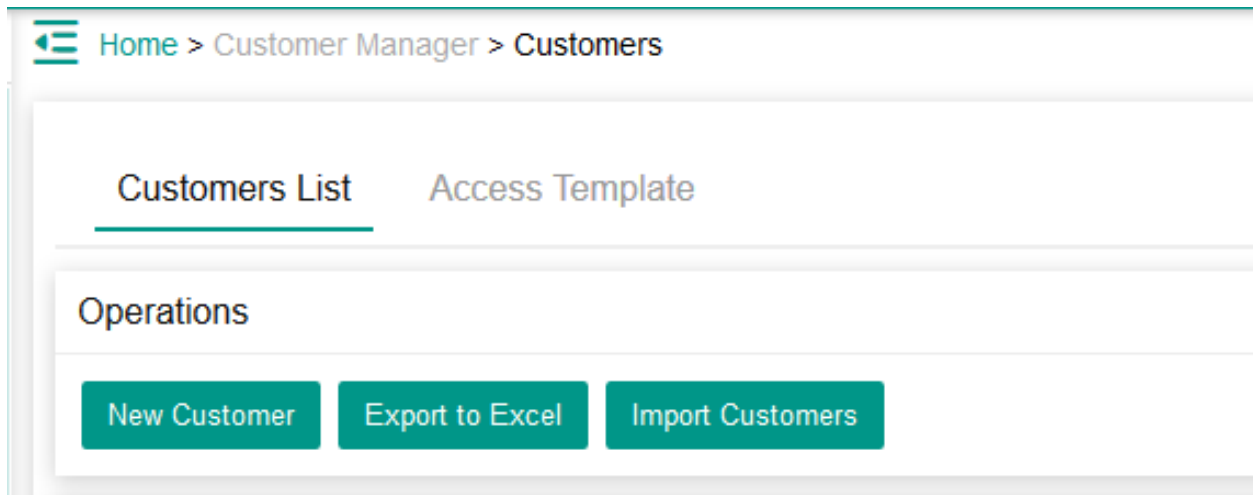 Home > Customer Manager > Customers
Customers List Access Template
Operations
New Customer Export to Excel Import Customers